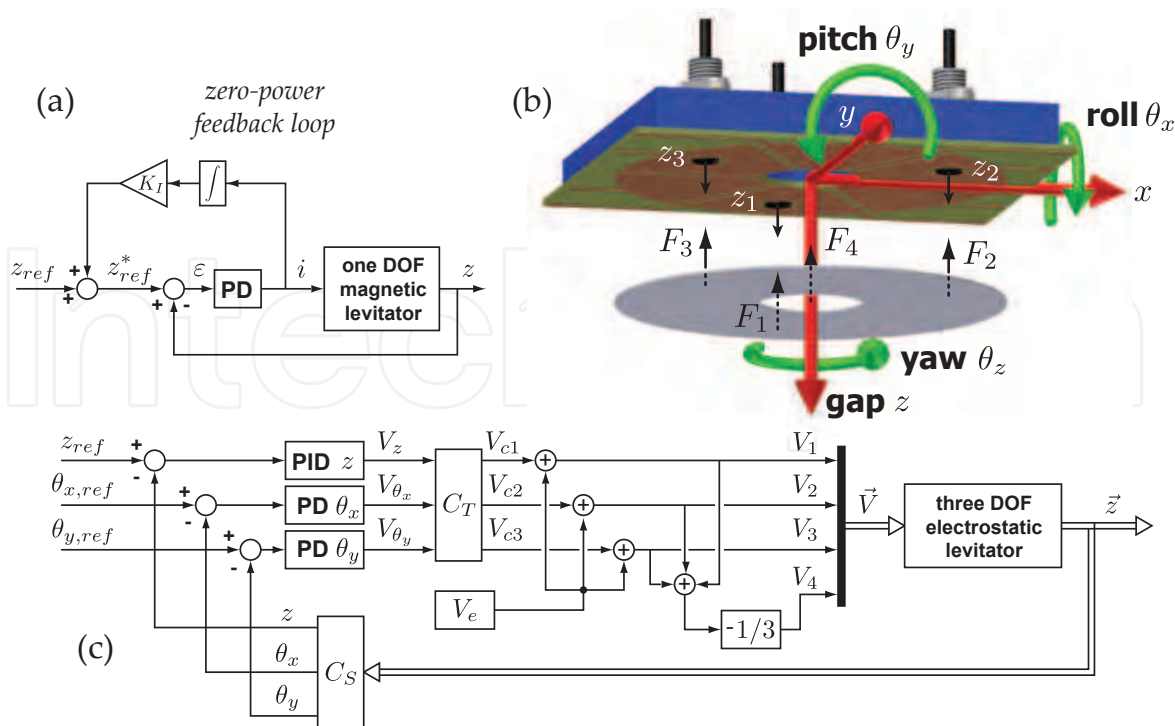 (a)
zero-power
feedback loop
K_I
∫
z_ref
+
+
z*_ref
+
-
ε
PD
i
one DOF
magnetic
levitator
z
(b)
pitch θ_y
roll θ_x
y
x
z_3
z_2
z_1
F_3
F_4
F_2
F_1
yaw θ_z
gap z
(c)
z_ref
+
-
PID z
V_z
θ_x,ref
+
-
PD θ_x
V_θx
θ_y,ref
+
-
PD θ_y
V_θy
C_T
V_c1
V_c2
V_c3
+
+
+
+
V_e
-1/3
V_1
V_2
V_3
V_4
V⃗
three DOF
electrostatic
levitator
z⃗
z
θ_x
θ_y
C_S
Intech